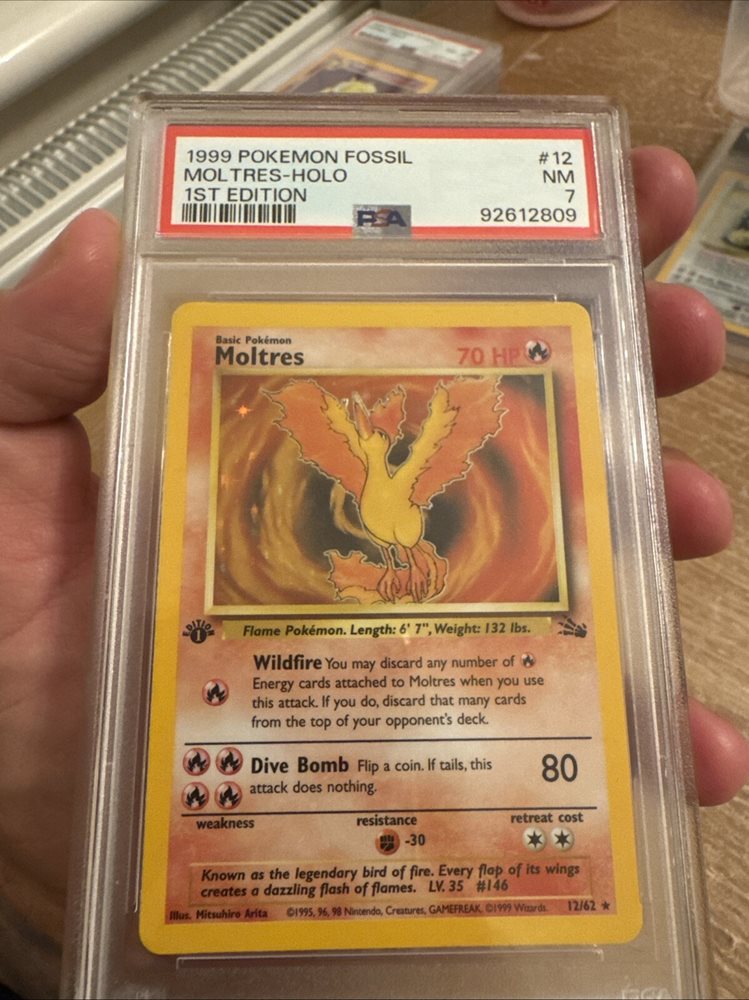 1999 POKEMON FOSSIL #12
MOLTRES-HOLO NM
1ST EDITION 7
PSA 92612809
Basic Pokémon
Moltres 70 HP
EDITION
1
Flame Pokémon. Length: 6' 7", Weight: 132 lbs.
Wildfire You may discard any number of
Energy cards attached to Moltres when you use
this attack. If you do, discard that many cards
from the top of your opponent's deck.
Dive Bomb Flip a coin. If tails, this 80
attack does nothing.
weakness resistance retreat cost
-30
Known as the legendary bird of fire. Every flap of its wings
creates a dazzling flash of flames. LV. 35 #146
Illus. Mitsuhiro Arita ©1995, 96, 98 Nintendo, Creatures, GAMEFREAK. ©1999 Wizards. 12/62 ★